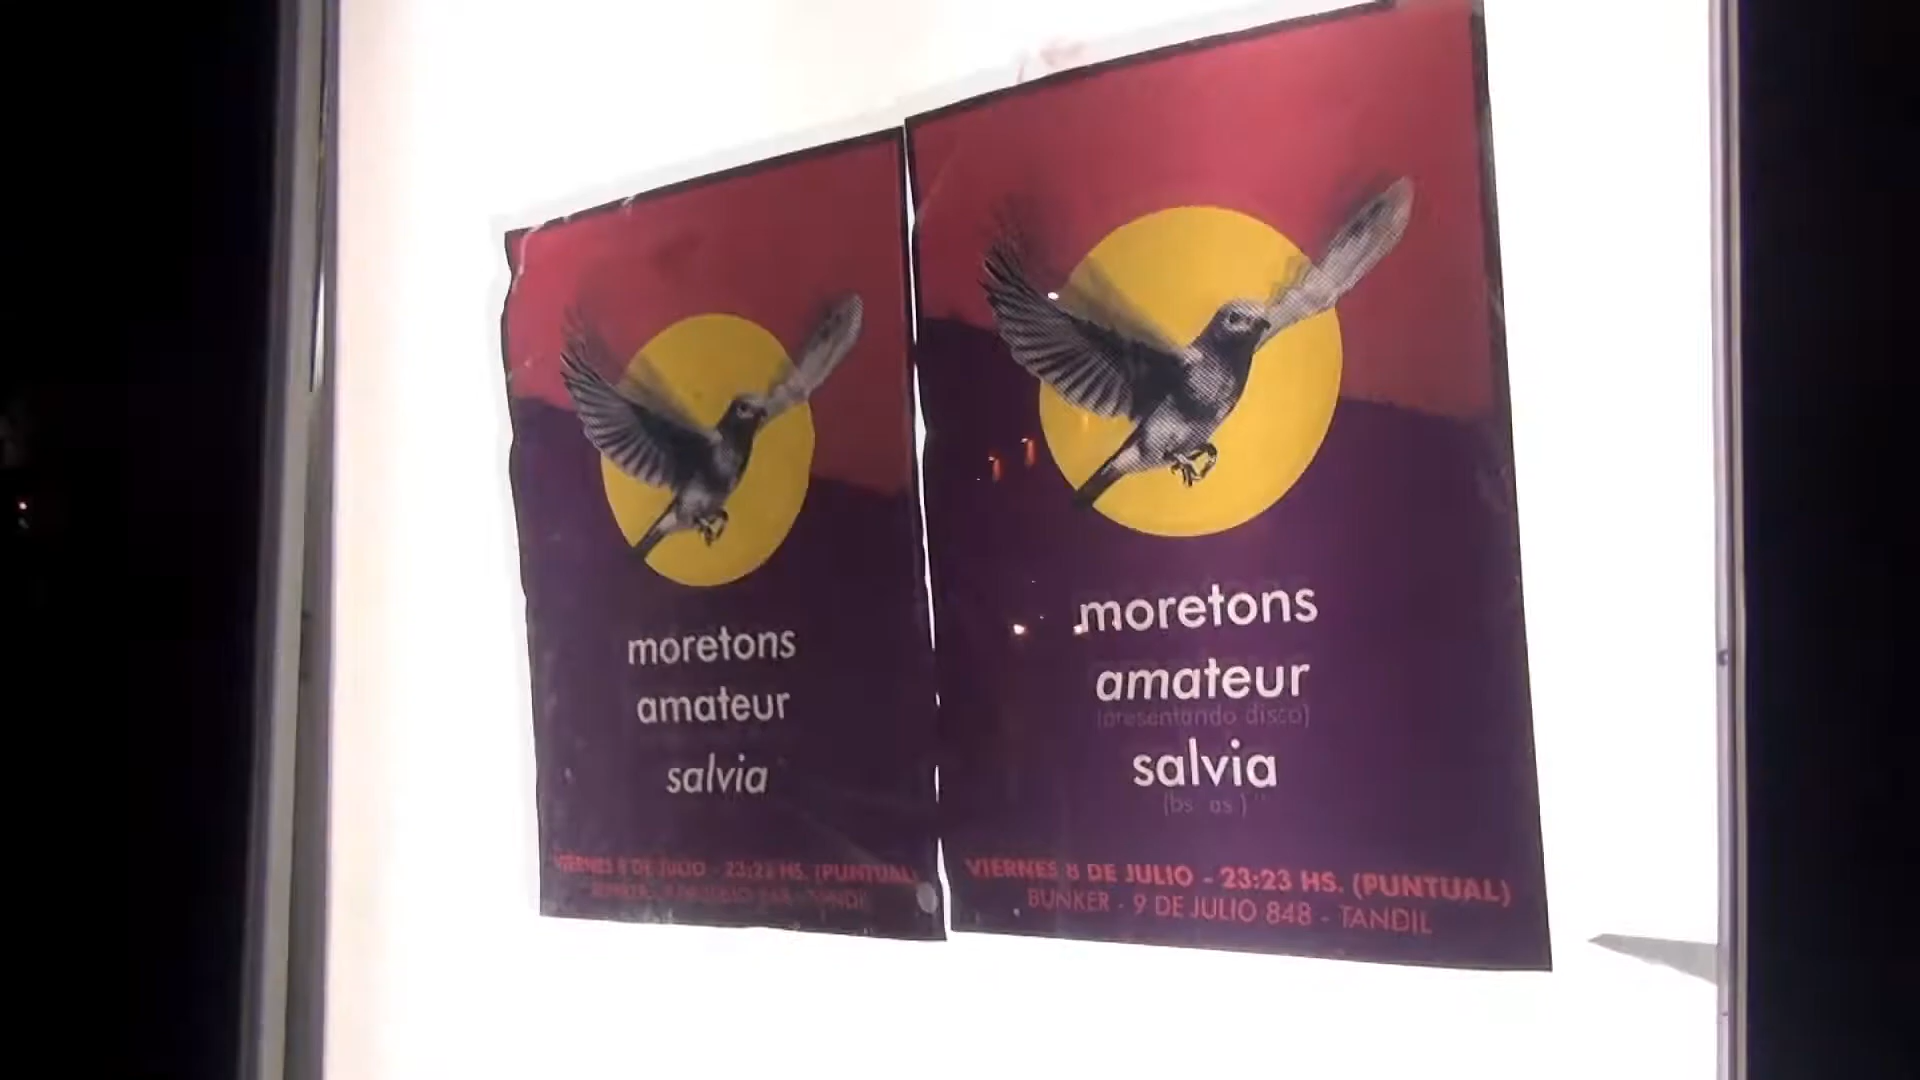 moretons
amateur
salvia
VIERNES 8 DE JULIO - 23:23 HS. (PUNTUAL)
moretons
amateur
(presentando disco)
salvia
(bs as)
VIERNES 8 DE JULIO - 23:23 HS. (PUNTUAL)
BUNKER - 9 DE JULIO 848 - TANDIL